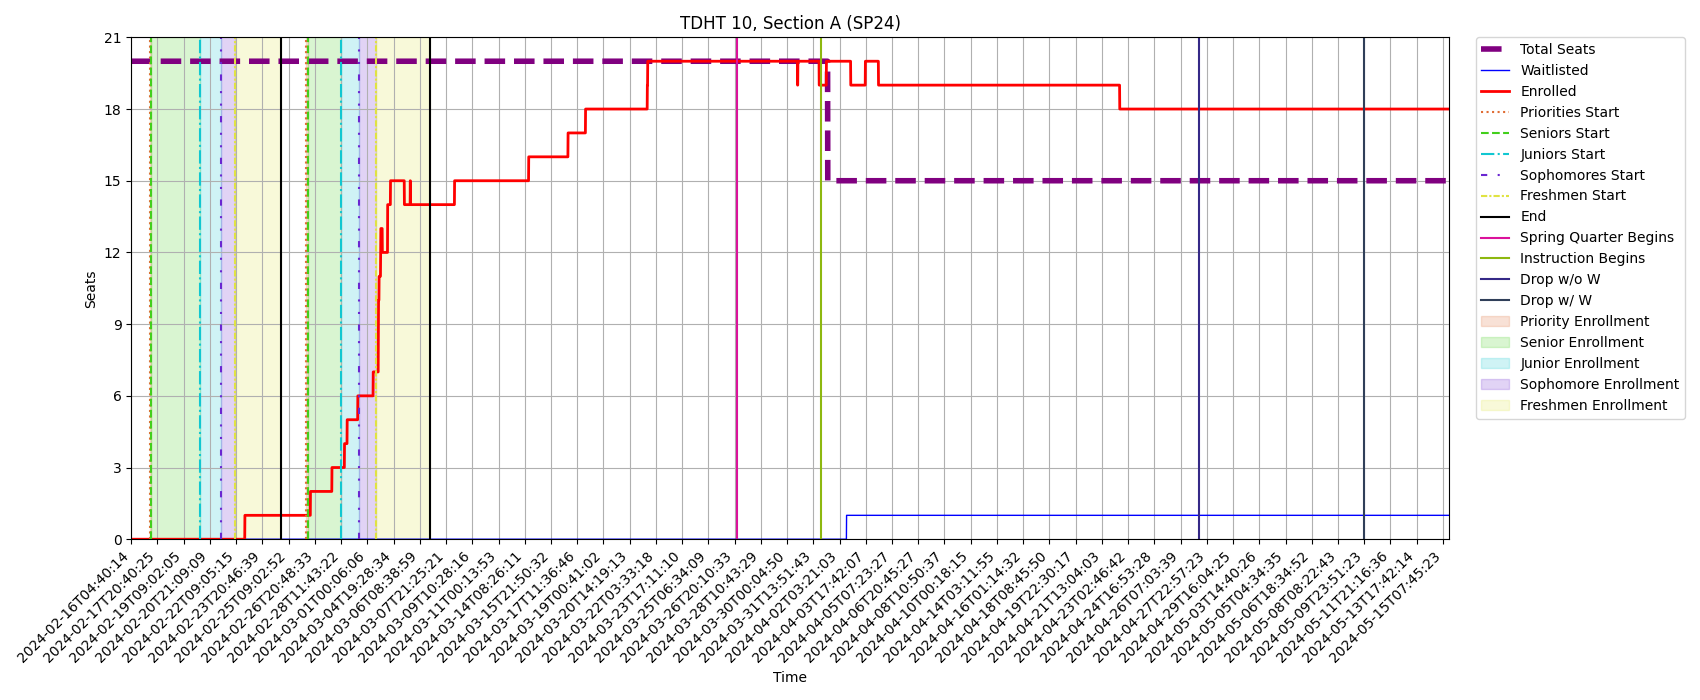 TDHT 10, Section A (SP24)
Seats
21
18
15
12
9
6
3
0
2024-02-16T04:40:14
2024-02-17T20:40:25
2024-02-19T09:02:05
2024-02-20T21:09:09
2024-02-22T09:05:15
2024-02-23T20:46:39
2024-02-25T09:02:52
2024-02-26T20:48:33
2024-02-28T11:43:22
2024-03-01T00:06:06
2024-03-04T19:28:34
2024-03-06T08:38:59
2024-03-07T21:25:21
2024-03-09T10:28:16
2024-03-11T00:13:53
2024-03-14T08:26:11
2024-03-15T21:50:32
2024-03-17T11:36:46
2024-03-19T00:41:02
2024-03-20T14:19:13
2024-03-22T03:33:18
2024-03-23T17:11:10
2024-03-25T06:34:09
2024-03-26T20:10:33
2024-03-28T10:43:29
2024-03-30T00:04:50
2024-03-31T13:51:43
2024-04-02T03:21:03
2024-04-03T17:42:07
2024-04-05T07:23:27
2024-04-06T20:45:27
2024-04-08T10:50:37
2024-04-10T00:18:15
2024-04-14T03:11:55
2024-04-16T01:14:32
2024-04-18T08:45:50
2024-04-19T22:30:17
2024-04-21T13:04:03
2024-04-23T02:46:42
2024-04-24T16:53:28
2024-04-26T07:03:39
2024-04-27T22:57:23
2024-04-29T16:04:25
2024-05-03T14:40:26
2024-05-05T04:34:35
2024-05-06T18:34:52
2024-05-08T08:22:43
2024-05-09T23:51:23
2024-05-11T21:16:36
2024-05-13T17:42:14
2024-05-15T07:45:23
Time
Total Seats
Waitlisted
Enrolled
Priorities Start
Seniors Start
Juniors Start
Sophomores Start
Freshmen Start
End
Spring Quarter Begins
Instruction Begins
Drop w/o W
Drop w/ W
Priority Enrollment
Senior Enrollment
Junior Enrollment
Sophomore Enrollment
Freshmen Enrollment